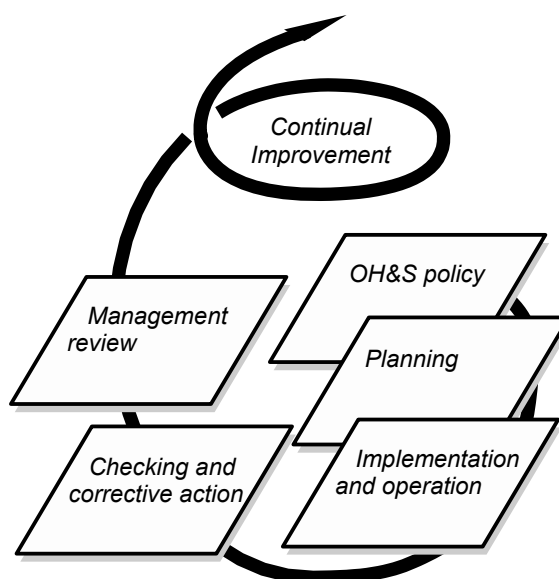 Continual
Improvement
OH&S policy
Management
review
Planning
Checking and
corrective action
Implementation
and operation